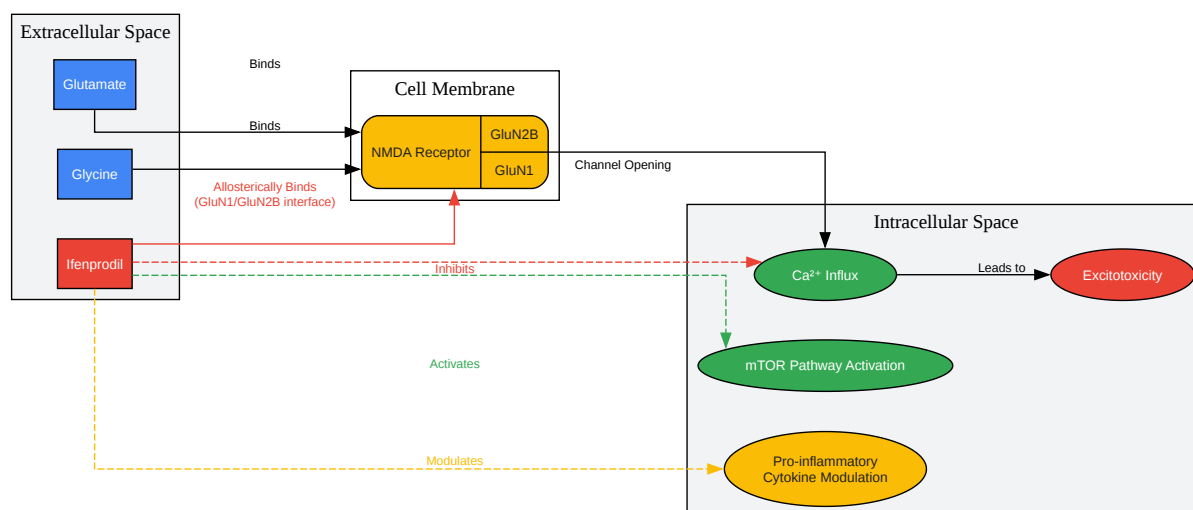 Extracellular Space
Glutamate
Binds
Cell Membrane
Binds
NMDA Receptor
GluN2B
GluN1
Channel Opening
Glycine
Allosterically Binds
(GluN1/GluN2B interface)
Intracellular Space
Ifenprodil
Inhibits
Ca²⁺ Influx
Leads to
Excitotoxicity
Activates
mTOR Pathway Activation
Modulates
Pro-inflammatory
Cytokine Modulation